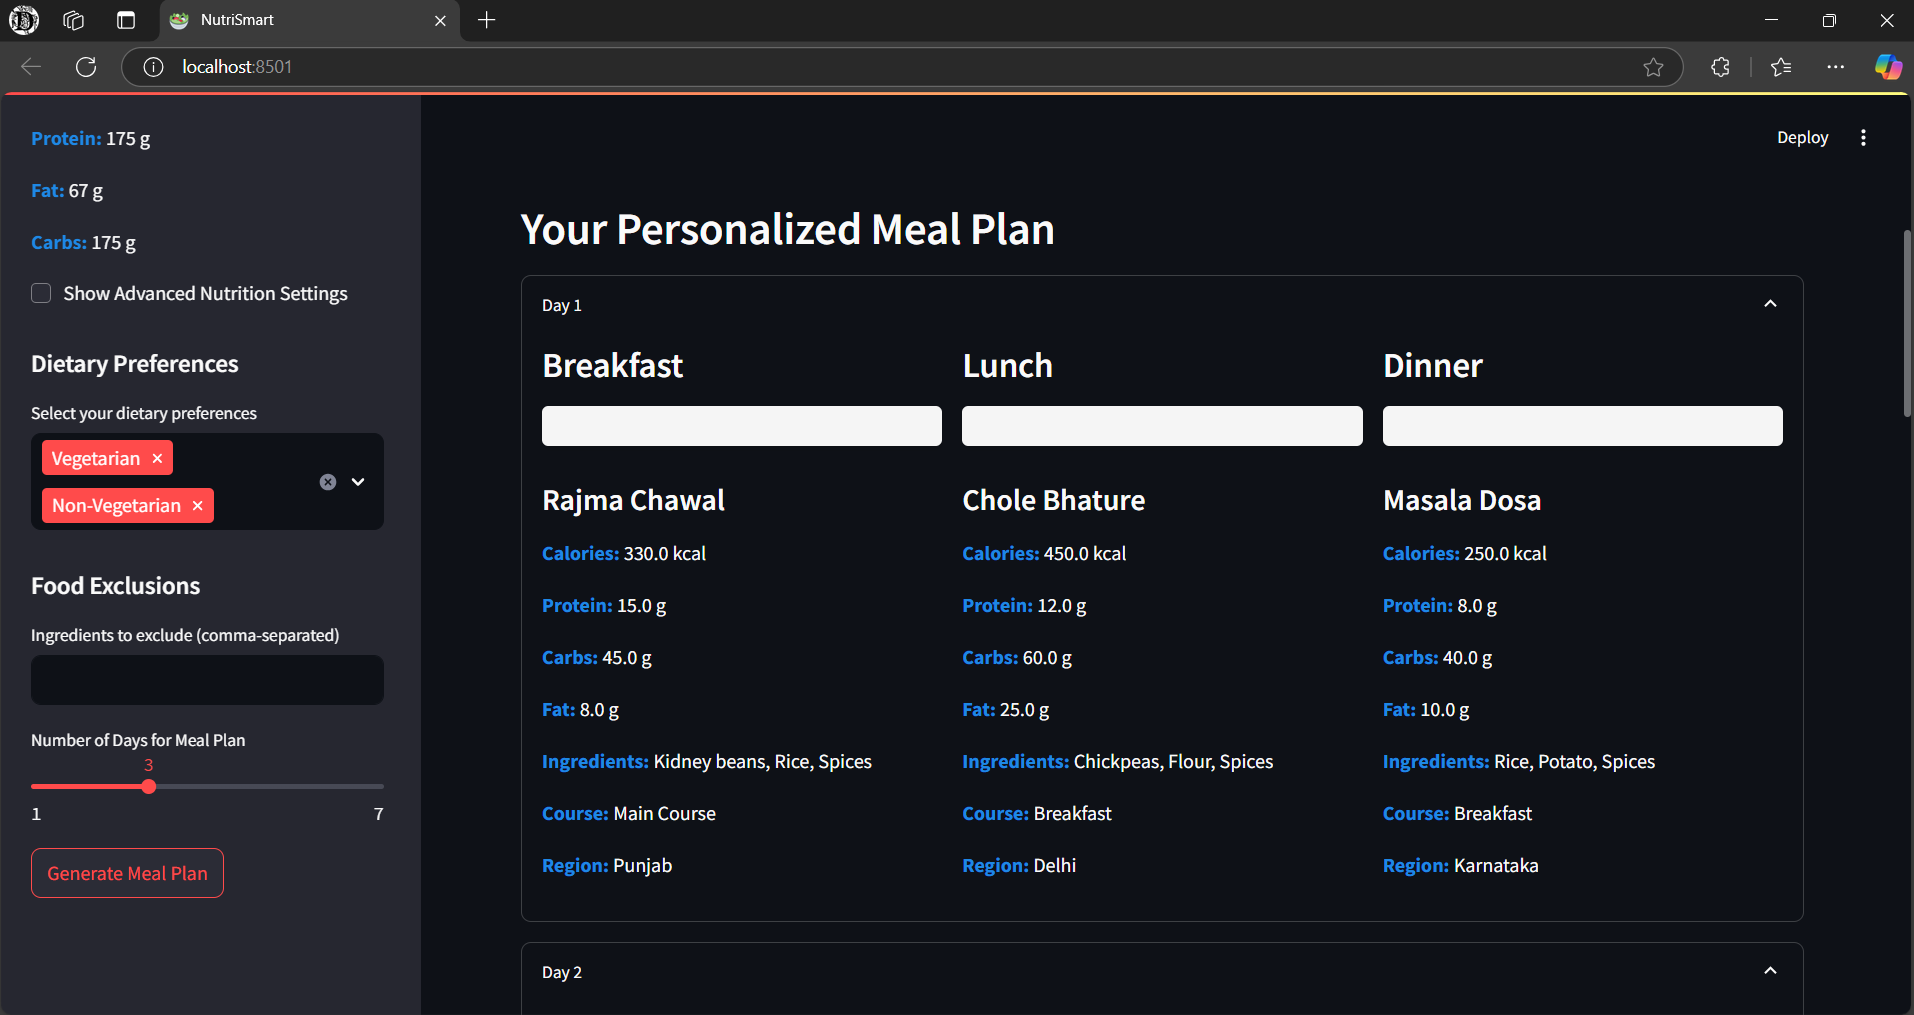 NutriSmart
localhost:8501
Protein: 175 g
Fat: 67 g
Carbs: 175 g
Show Advanced Nutrition Settings
Dietary Preferences
Select your dietary preferences
Vegetarian
Non-Vegetarian
Food Exclusions
Ingredients to exclude (comma-separated)
Number of Days for Meal Plan
3
1 7
Generate Meal Plan
Deploy
Your Personalized Meal Plan
Day 1
Breakfast
Rajma Chawal
Calories: 330.0 kcal
Protein: 15.0 g
Carbs: 45.0 g
Fat: 8.0 g
Ingredients: Kidney beans, Rice, Spices
Course: Main Course
Region: Punjab
Lunch
Chole Bhature
Calories: 450.0 kcal
Protein: 12.0 g
Carbs: 60.0 g
Fat: 25.0 g
Ingredients: Chickpeas, Flour, Spices
Course: Breakfast
Region: Delhi
Dinner
Masala Dosa
Calories: 250.0 kcal
Protein: 8.0 g
Carbs: 40.0 g
Fat: 10.0 g
Ingredients: Rice, Potato, Spices
Course: Breakfast
Region: Karnataka
Day 2